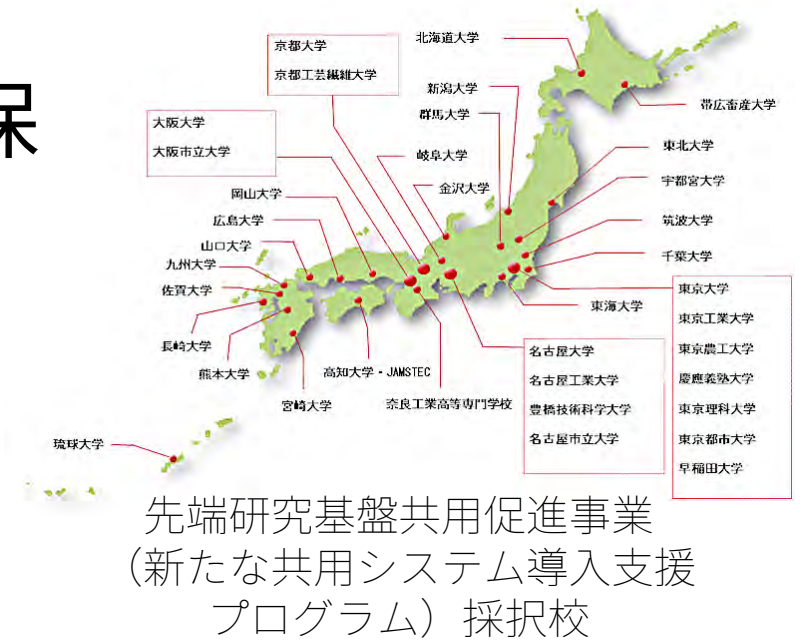 保
京都大学
京都工芸繊維大学
大阪大学
大阪市立大学
岡山大学
広島大学
山口大学
九州大学
佐賀大学
長崎大学
熊本大学
宮崎大学
琉球大学
高知大学・JAMSTEC
奈良工業高等専門学校
北海道大学
新潟大学
群馬大学
岐阜大学
金沢大学
帯広畜産大学
東北大学
宇都宮大学
筑波大学
千葉大学
東海大学
名古屋大学
名古屋工業大学
豊橋技術科学大学
名古屋市立大学
東京大学
東京工業大学
東京農工大学
慶應義塾大学
東京理科大学
東京都市大学
早稲田大学
先端研究基盤共用促進事業
（新たな共用システム導入支援
プログラム）採択校